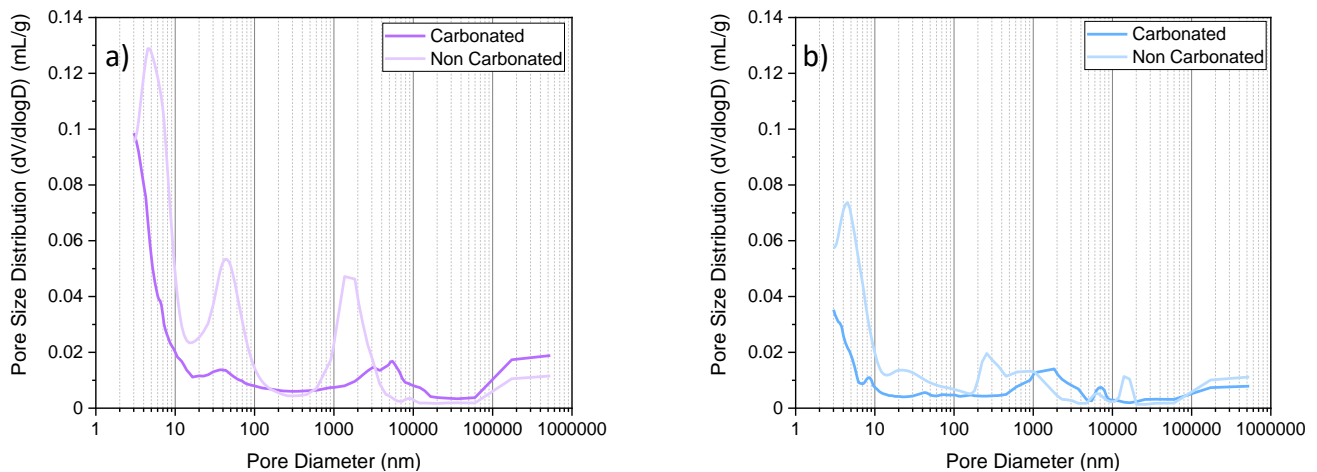 a)
Carbonated
Non Carbonated
Pore Size Distribution (dV/dlogD) (mL/g)
0.14
0.12
0.1
0.08
0.06
0.04
0.02
0
1 10 100 1000 10000 100000 1000000
Pore Diameter (nm)
b)
Carbonated
Non Carbonated
Pore Size Distribution (dV/dlogD) (mL/g)
0.14
0.12
0.1
0.08
0.06
0.04
0.02
0
1 10 100 1000 10000 100000 1000000
Pore Diameter (nm)